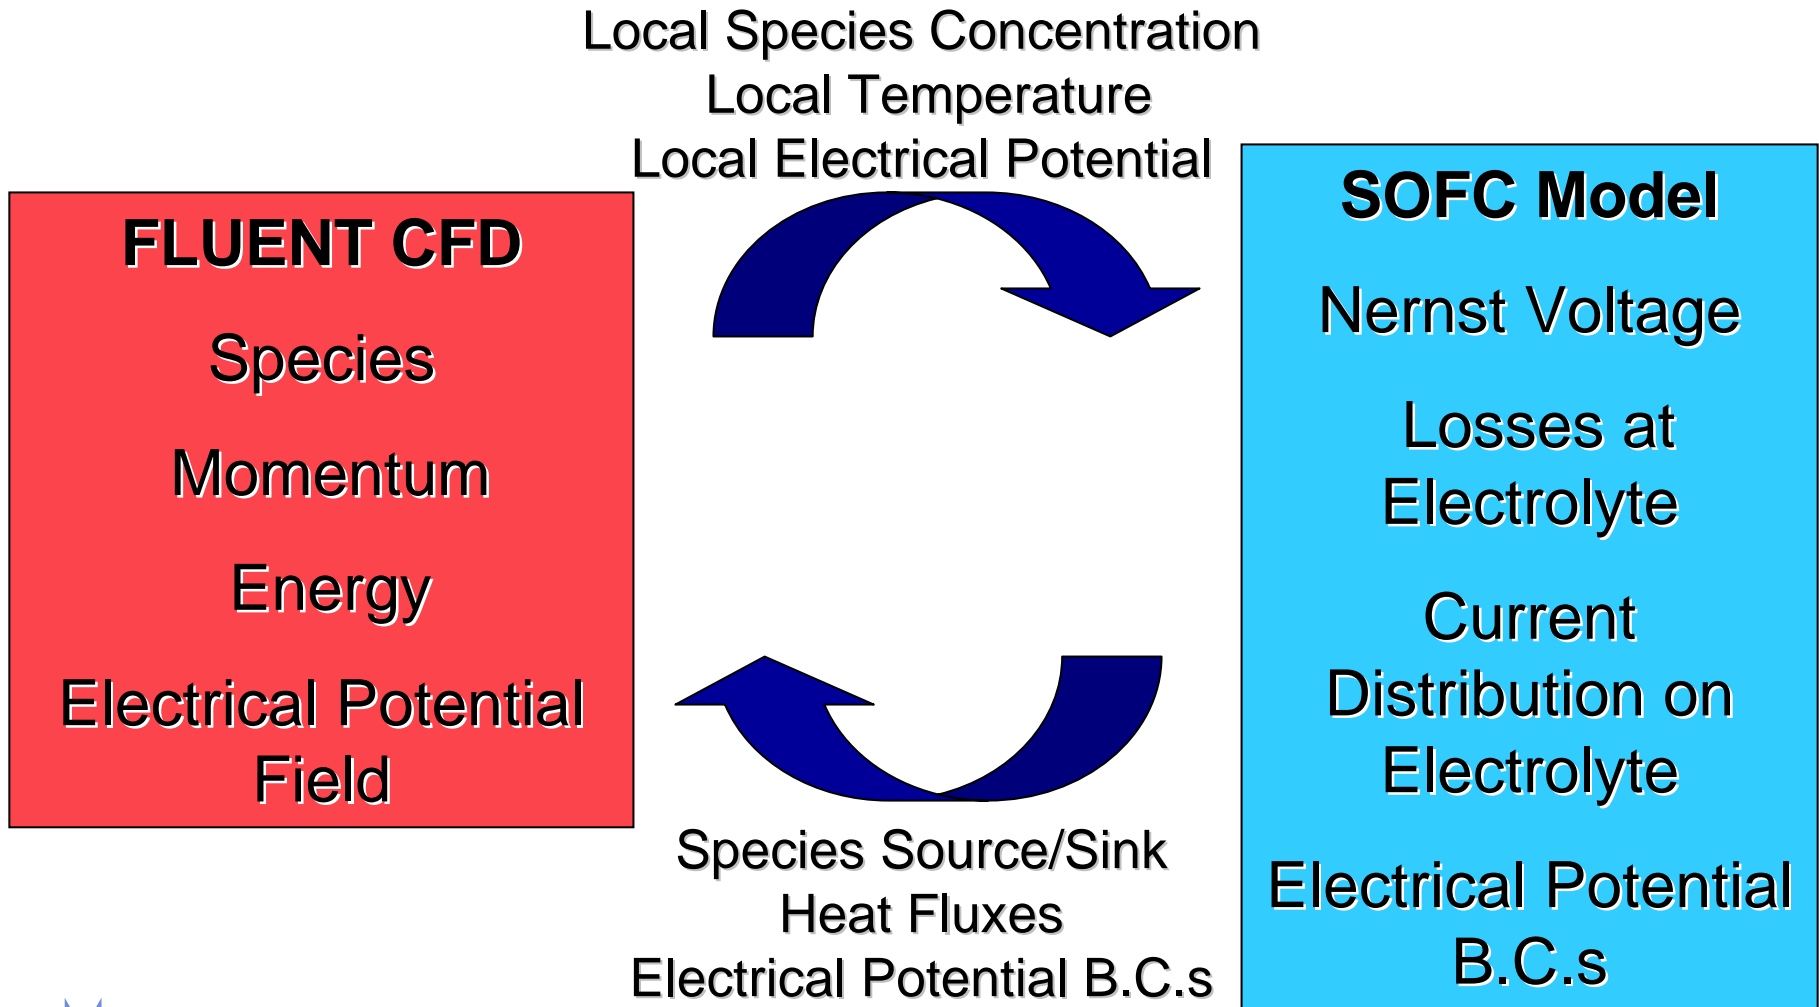 Local Species Concentration
Local Temperature
Local Electrical Potential
FLUENT CFD
Species
Momentum
Energy
Electrical Potential
Field
SOFC Model
Nernst Voltage
Losses at
Electrolyte
Current
Distribution on
Electrolyte
Electrical Potential
B.C.s
Species Source/Sink
Heat Fluxes
Electrical Potential B.C.s